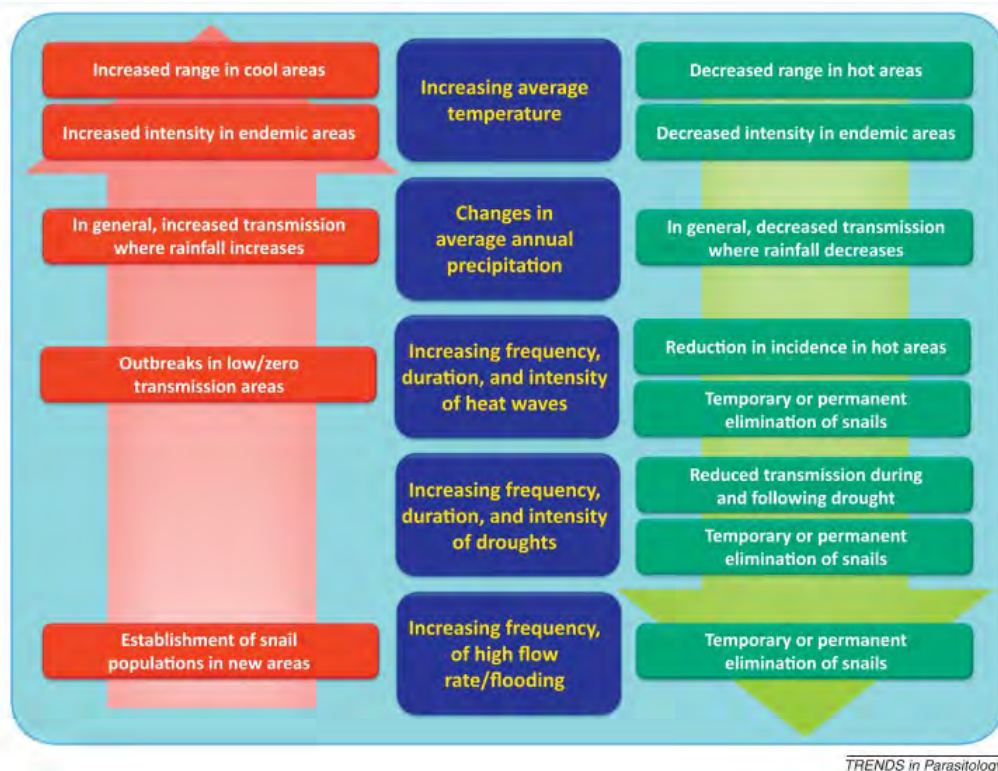 Increased range in cool areas
Increasing average
temperature
Decreased range in hot areas
Increased intensity in endemic areas
Decreased intensity in endemic areas
In general, increased transmission
where rainfall increases
Changes in
average annual
precipitation
In general, decreased transmission
where rainfall decreases
Outbreaks in low/zero
transmission areas
Increasing frequency,
duration, and intensity
of heat waves
Reduction in incidence in hot areas
Temporary or permanent
elimination of snails
Increasing frequency,
duration, and intensity
of droughts
Reduced transmission during
and following drought
Temporary or permanent
elimination of snails
Establishment of snail
populations in new areas
Increasing frequency,
of high flow
rate/flooding
Temporary or permanent
elimination of snails
TRENDS in Parasitology